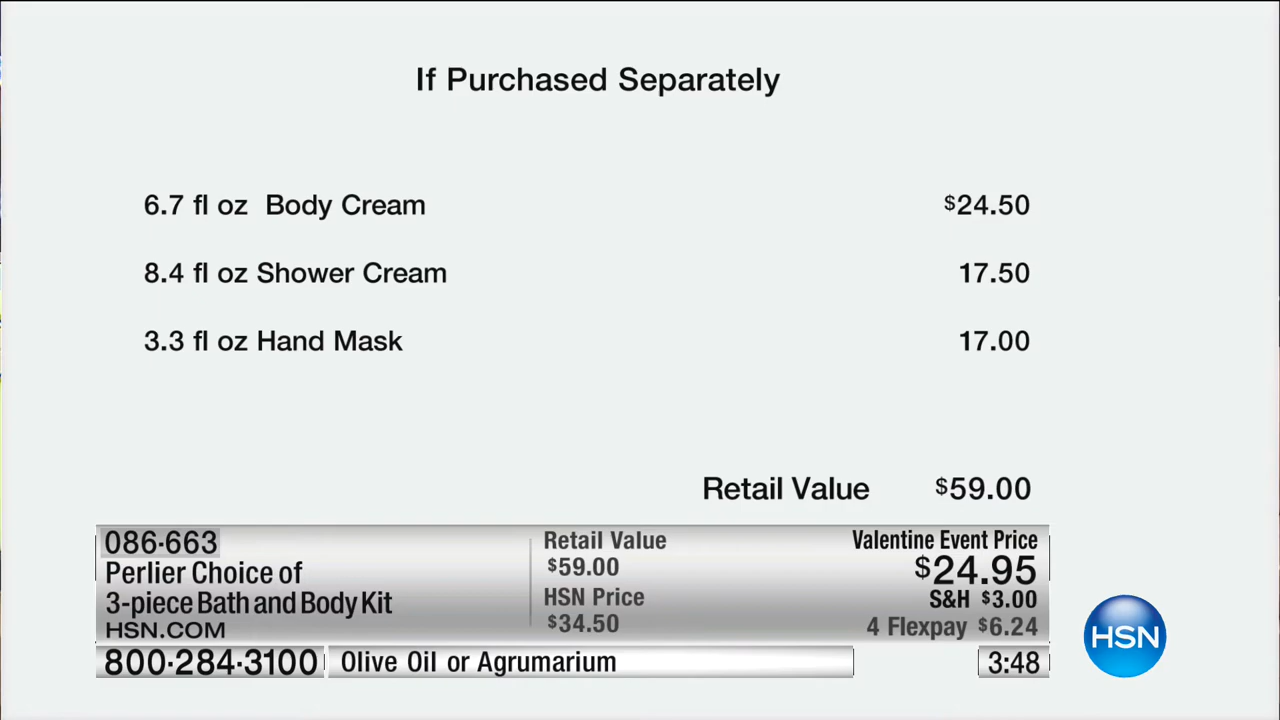 If Purchased Separately
6.7 fl oz  Body Cream $24.50
8.4 fl oz Shower Cream 17.50
3.3 fl oz Hand Mask 17.00
Retail Value $59.00
086-663
Perlier Choice of
3-piece Bath and Body Kit
HSN.COM
Retail Value
$59.00
HSN Price
$34.50
Valentine Event Price
$24.95
S&H $3.00
4 Flexpay $6.24
800-284-3100
Olive Oil or Agrumarium
3:48
HSN